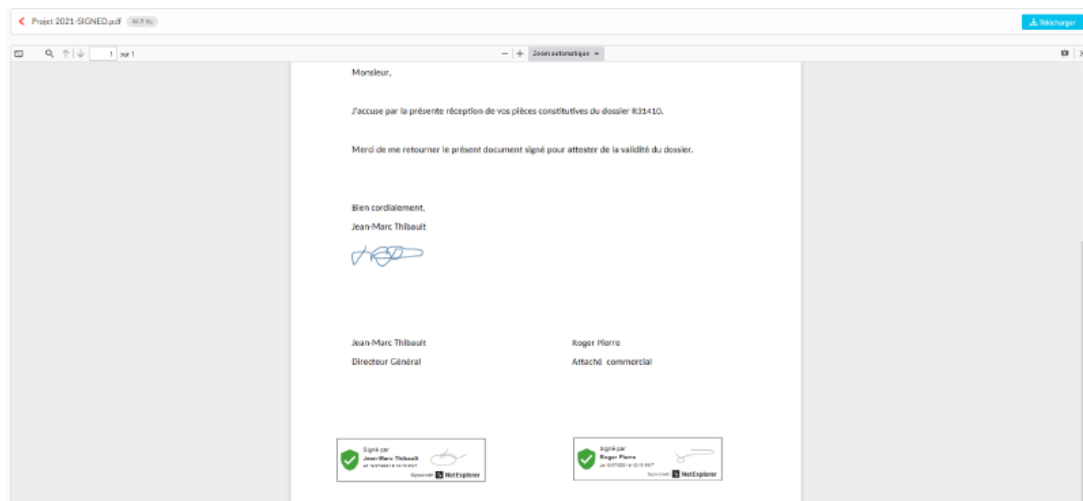 Projet 2021-SIGNED.pdf
Télécharger
1 sur 1
Zoom automatique
Monsieur,
J'accuse par la présente réception de vos pièces constitutives du dossier R31410.
Merci de me retourner le présent document signé pour attester de la validité du dossier.
Bien cordialement,
Jean-Marc Thibault
Jean-Marc Thibault Roger Pierre
Directeur Général Attaché commercial
Signé par Signé par
Jean-Marc Thibault Roger Pierre
NetExplorer NetExplorer